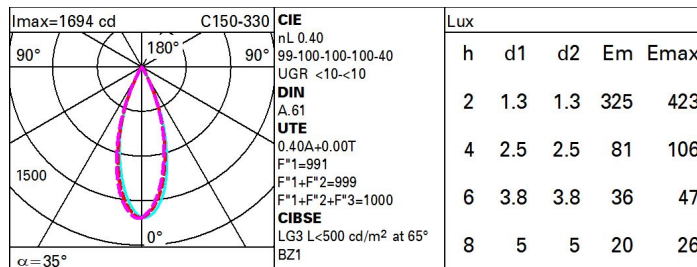 Imax=1694 cd C150-330
90° 180° 90°
1500
0°
α=35°
CIE
nL 0.40
99-100-100-100-40
UGR <10-<10
DIN
A.61
UTE
0.40A+0.00T
F"1=991
F"1+F"2=999
F"1+F"2+F"3=1000
CIBSE
LG3 L<500 cd/m² at 65°
BZ1
Lux
h d1 d2 Em Emax
2 1.3 1.3 325 423
4 2.5 2.5 81 106
6 3.8 3.8 36 47
8 5 5 20 26